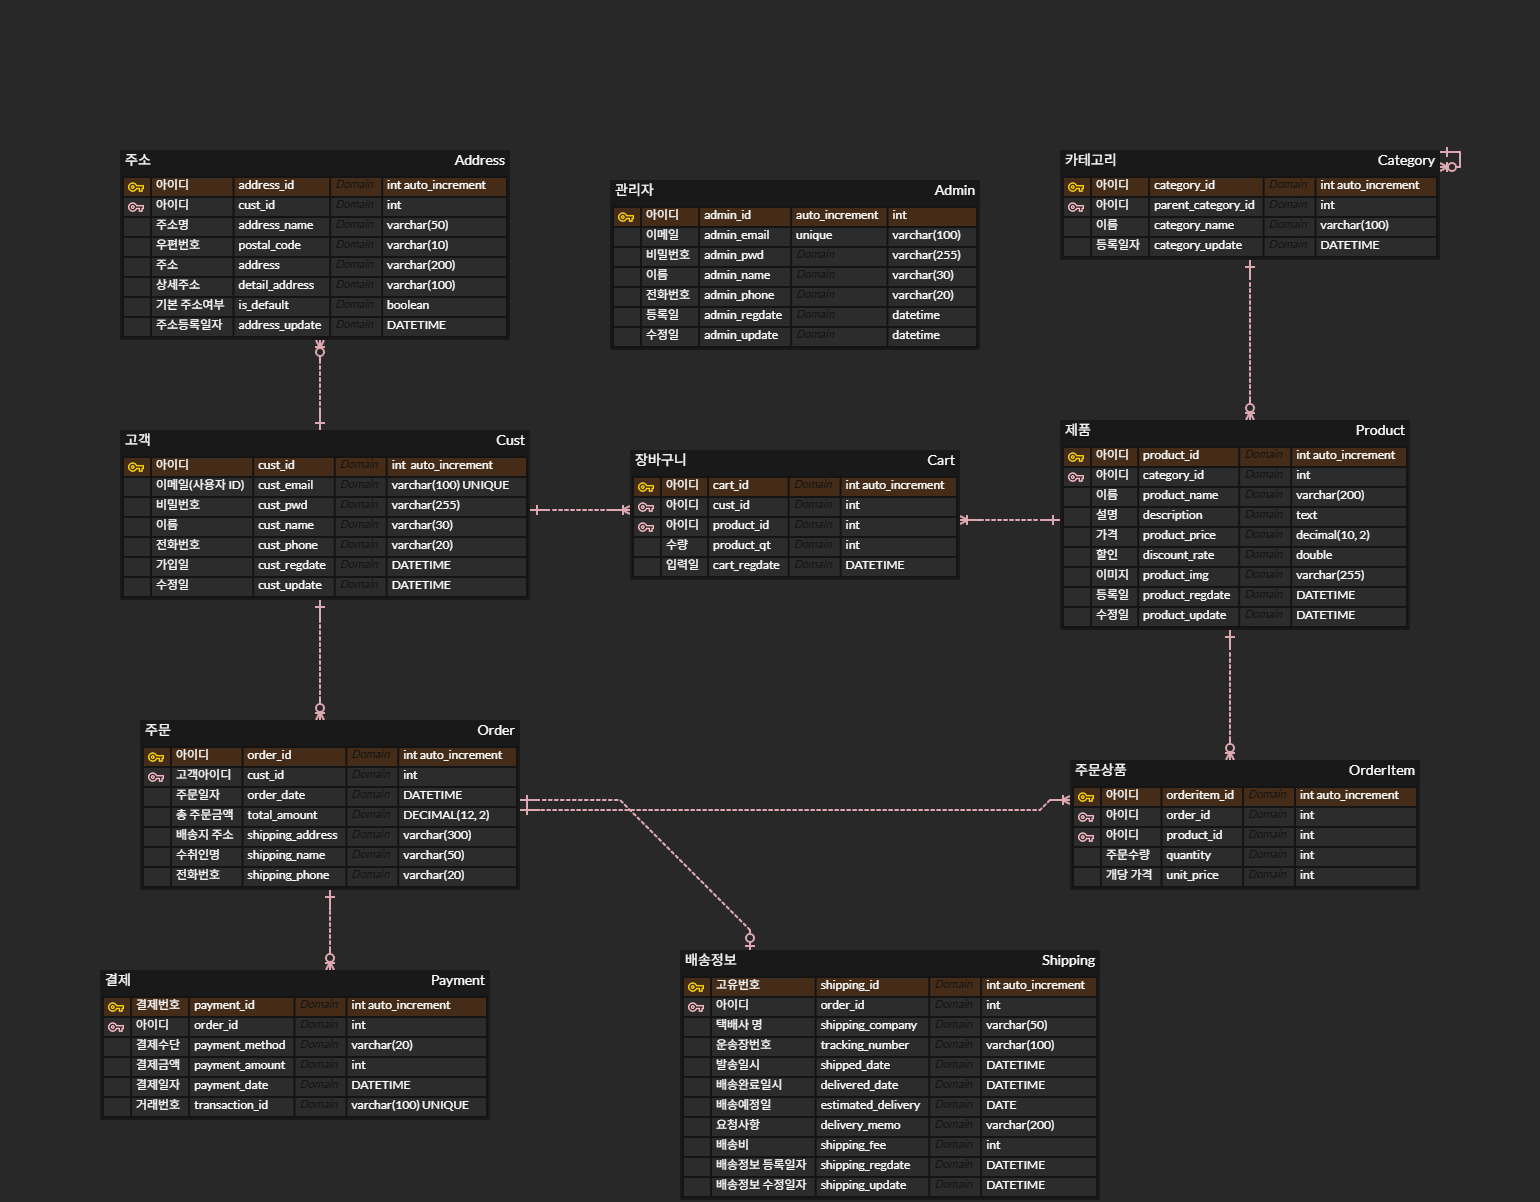 주소 Address
아이디 address_id Domain int auto_increment
아이디 cust_id Domain int
주소명 address_name Domain varchar(50)
우편번호 postal_code Domain varchar(10)
주소 address Domain varchar(200)
상세주소 detail_address Domain varchar(100)
기본 주소여부 is_default Domain boolean
주소등록일자 address_update Domain DATETIME
관리자 Admin
아이디 admin_id auto_increment int
이메일 admin_email unique varchar(100)
비밀번호 admin_pwd Domain varchar(255)
이름 admin_name Domain varchar(30)
전화번호 admin_phone Domain varchar(20)
등록일 admin_regdate Domain datetime
수정일 admin_update Domain datetime
카테고리 Category
아이디 category_id Domain int auto_increment
아이디 parent_category_id Domain int
이름 category_name Domain varchar(100)
등록일자 category_update Domain DATETIME
고객 Cust
아이디 cust_id Domain int auto_increment
이메일(사용자 ID) cust_email Domain varchar(100) UNIQUE
비밀번호 cust_pwd Domain varchar(255)
이름 cust_name Domain varchar(30)
전화번호 cust_phone Domain varchar(20)
가입일 cust_regdate Domain DATETIME
수정일 cust_update Domain DATETIME
장바구니 Cart
아이디 cart_id Domain int auto_increment
아이디 cust_id Domain int
아이디 product_id Domain int
수량 product_qt Domain int
입력일 cart_regdate Domain DATETIME
제품 Product
아이디 product_id Domain int auto_increment
아이디 category_id Domain int
이름 product_name Domain varchar(200)
설명 description Domain text
가격 product_price Domain decimal(10, 2)
할인 discount_rate Domain double
이미지 product_img Domain varchar(255)
등록일 product_regdate Domain DATETIME
수정일 product_update Domain DATETIME
주문 Order
아이디 order_id Domain int auto_increment
고객아이디 cust_id Domain int
주문일자 order_date Domain DATETIME
총 주문금액 total_amount Domain DECIMAL(12, 2)
배송지 주소 shipping_address Domain varchar(300)
수취인명 shipping_name Domain varchar(50)
전화번호 shipping_phone Domain varchar(20)
주문상품 OrderItem
아이디 orderitem_id Domain int auto_increment
아이디 order_id Domain int
아이디 product_id Domain int
주문수량 quantity Domain int
개당 가격 unit_price Domain int
결제 Payment
결제번호 payment_id Domain int auto_increment
아이디 order_id Domain int
결제수단 payment_method Domain varchar(20)
결제금액 payment_amount Domain int
결제일자 payment_date Domain DATETIME
거래번호 transaction_id Domain varchar(100) UNIQUE
배송정보 Shipping
고유번호 shipping_id Domain int auto_increment
아이디 order_id Domain int
택배사 명 shipping_company Domain varchar(50)
운송장번호 tracking_number Domain varchar(100)
발송일시 shipped_date Domain DATETIME
배송완료일시 delivered_date Domain DATETIME
배송예정일 estimated_delivery Domain DATE
요청사항 delivery_memo Domain varchar(200)
배송비 shipping_fee Domain int
배송정보 등록일자 shipping_regdate Domain DATETIME
배송정보 수정일자 shipping_update Domain DATETIME